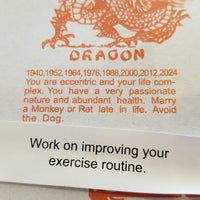 DRAGON
1940,1952,1964,1976,1988,2000,2012,2024
You are eccentric and your life com-
plex. You have a very passionate
nature and abundant health. Marry
a Monkey or Rat late in life. Avoid
the Dog.
Work on improving your
exercise routine.